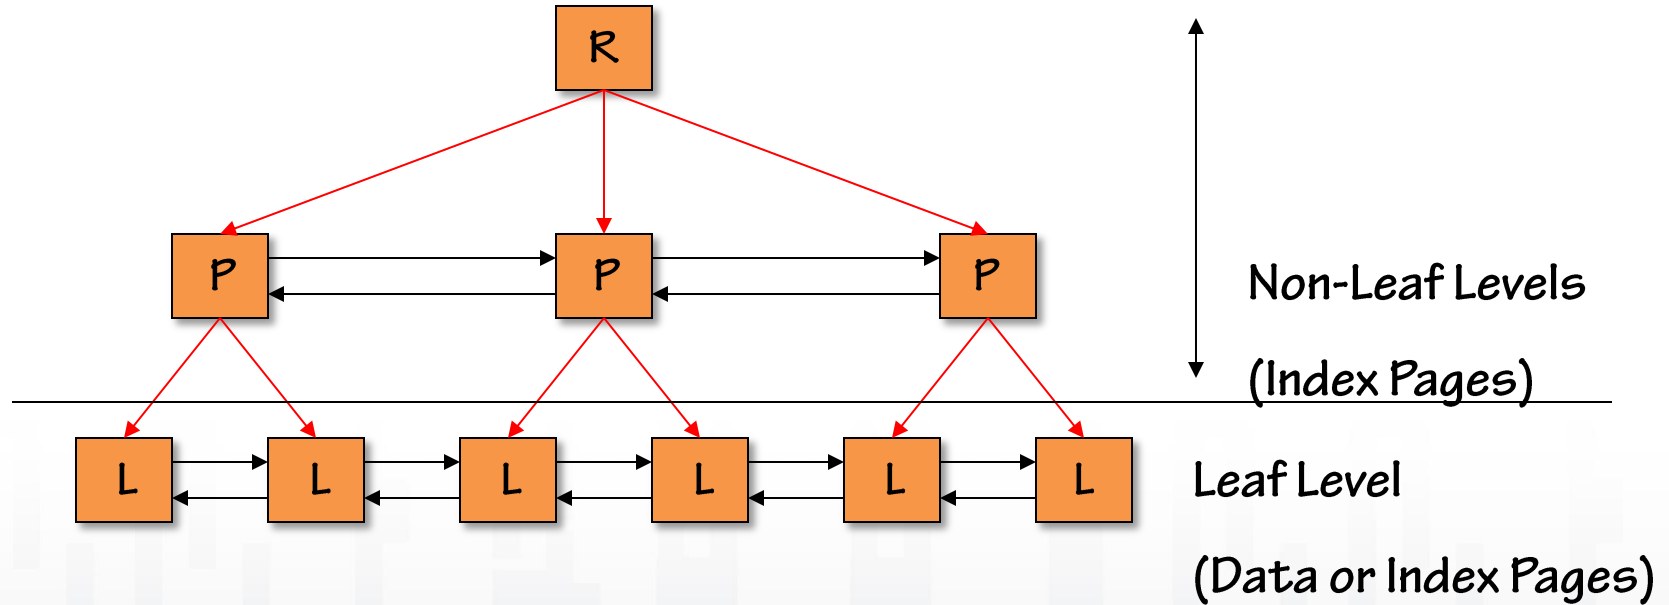 R
P P P
Non-Leaf Levels
(Index Pages)
L L L L L L
Leaf Level
(Data or Index Pages)